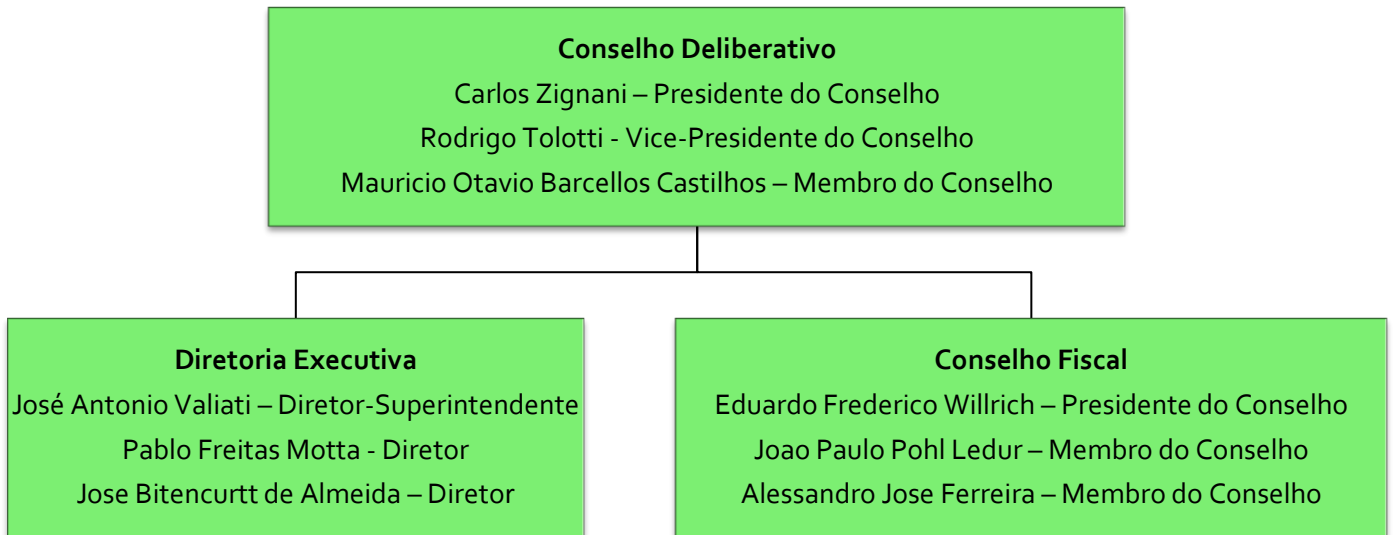 Conselho Deliberativo
Carlos Zignani – Presidente do Conselho
Rodrigo Tolotti - Vice-Presidente do Conselho
Mauricio Otavio Barcellos Castilhos – Membro do Conselho
Diretoria Executiva
José Antonio Valiati – Diretor-Superintendente
Pablo Freitas Motta - Diretor
Jose Bitencurtt de Almeida – Diretor
Conselho Fiscal
Eduardo Frederico Willrich – Presidente do Conselho
Joao Paulo Pohl Ledur – Membro do Conselho
Alessandro Jose Ferreira – Membro do Conselho